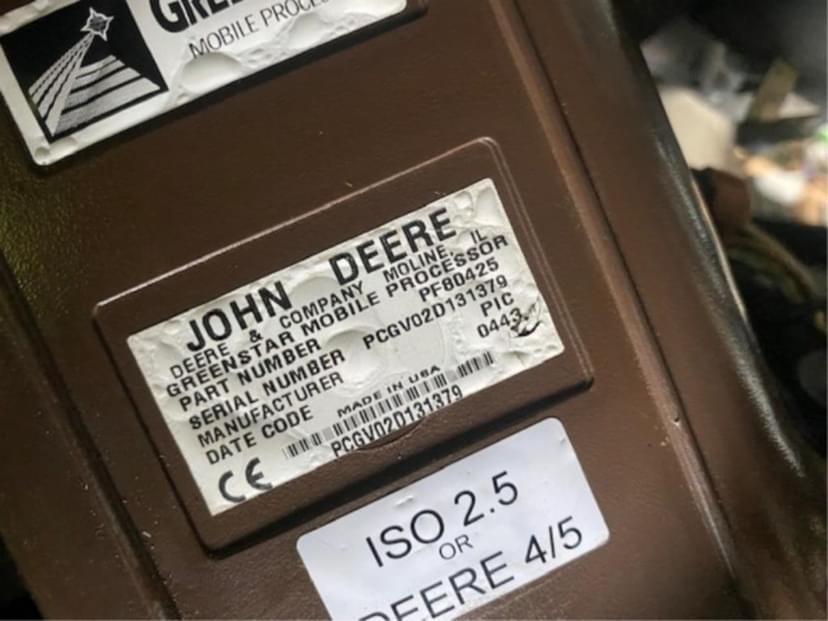 MOBILE
JOHN DEERE
DEERE & COMPANY MOLINE, IL
GREENSTAR MOBILE PROCESSOR
PART NUMBER PF80425
SERIAL NUMBER PCGV02D131379
MANUFACTURER PIC
DATE CODE 0443
MADE IN USA
PCGV02D131379
CE
ISO 2.5
OR
DEERE 4/5